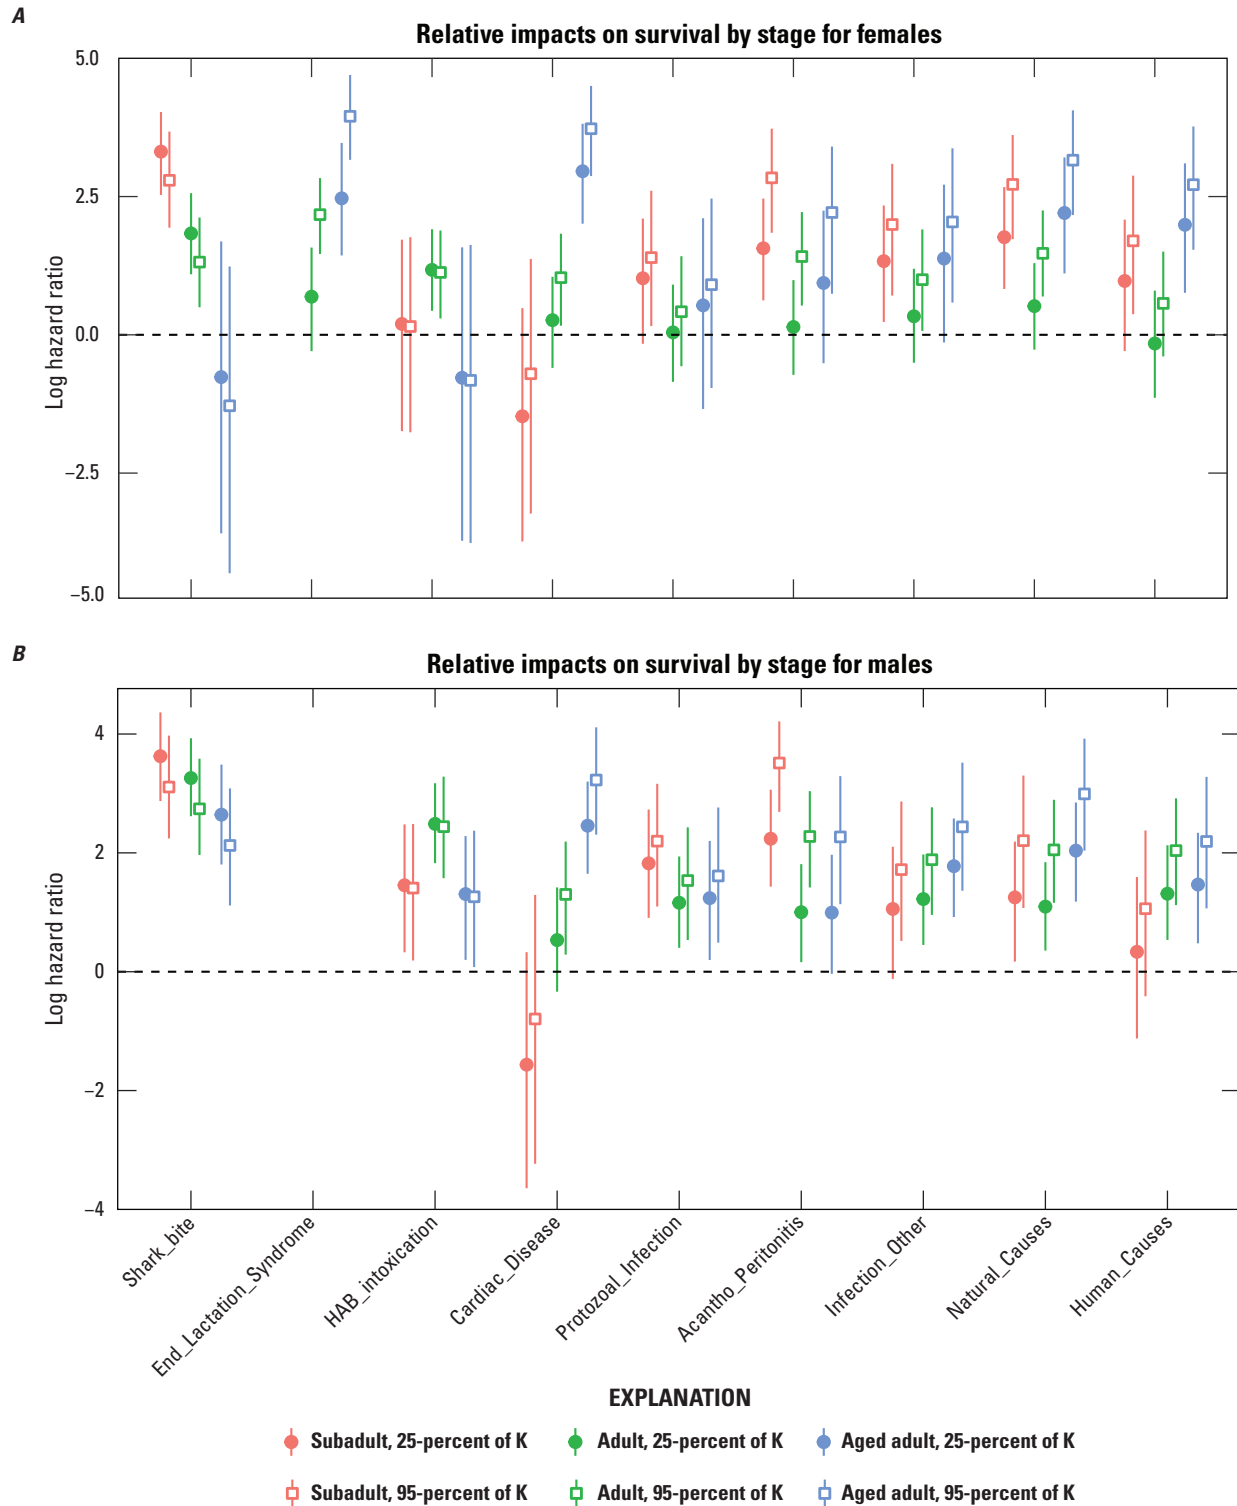 A
Relative impacts on survival by stage for females
5.0
2.5
0.0
–2.5
–5.0
Log hazard ratio
B
Relative impacts on survival by stage for males
4
2
0
–2
–4
Log hazard ratio
Shark_bite
End_Lactation_Syndrome
HAB_intoxication
Cardiac_Disease
Protozoal_Infection
Acantho_Peritonitis
Infection_Other
Natural_Causes
Human_Causes
EXPLANATION
Subadult, 25-percent of K Adult, 25-percent of K Aged adult, 25-percent of K
Subadult, 95-percent of K Adult, 95-percent of K Aged adult, 95-percent of K